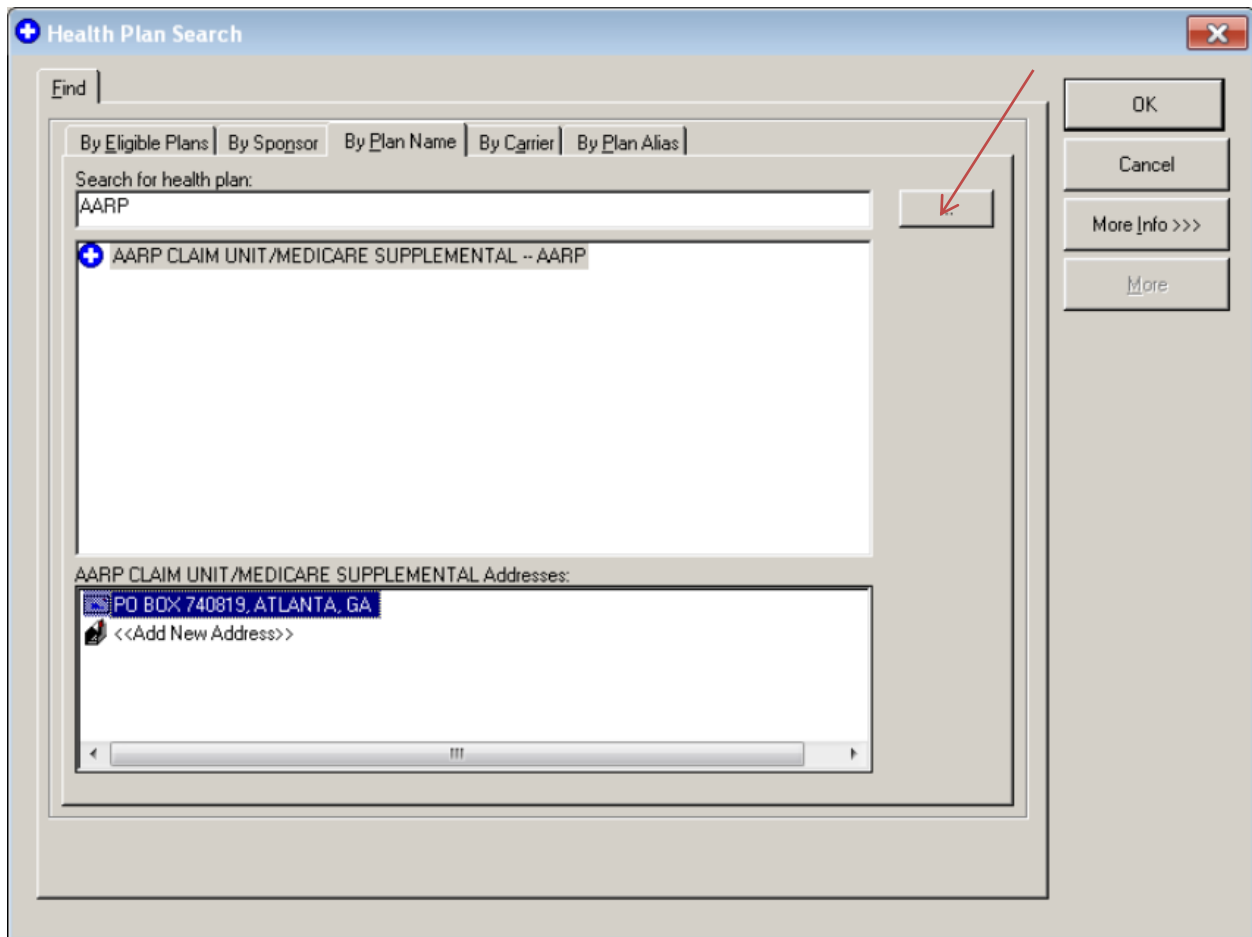 Health Plan Search
Find
By Eligible Plans By Sponsor By Plan Name By Carrier By Plan Alias
Search for health plan:
AARP
...
AARP CLAIM UNIT/MEDICARE SUPPLEMENTAL -- AARP
AARP CLAIM UNIT/MEDICARE SUPPLEMENTAL Addresses:
PO BOX 740819, ATLANTA, GA
<<Add New Address>>
OK
Cancel
More Info >>>
More